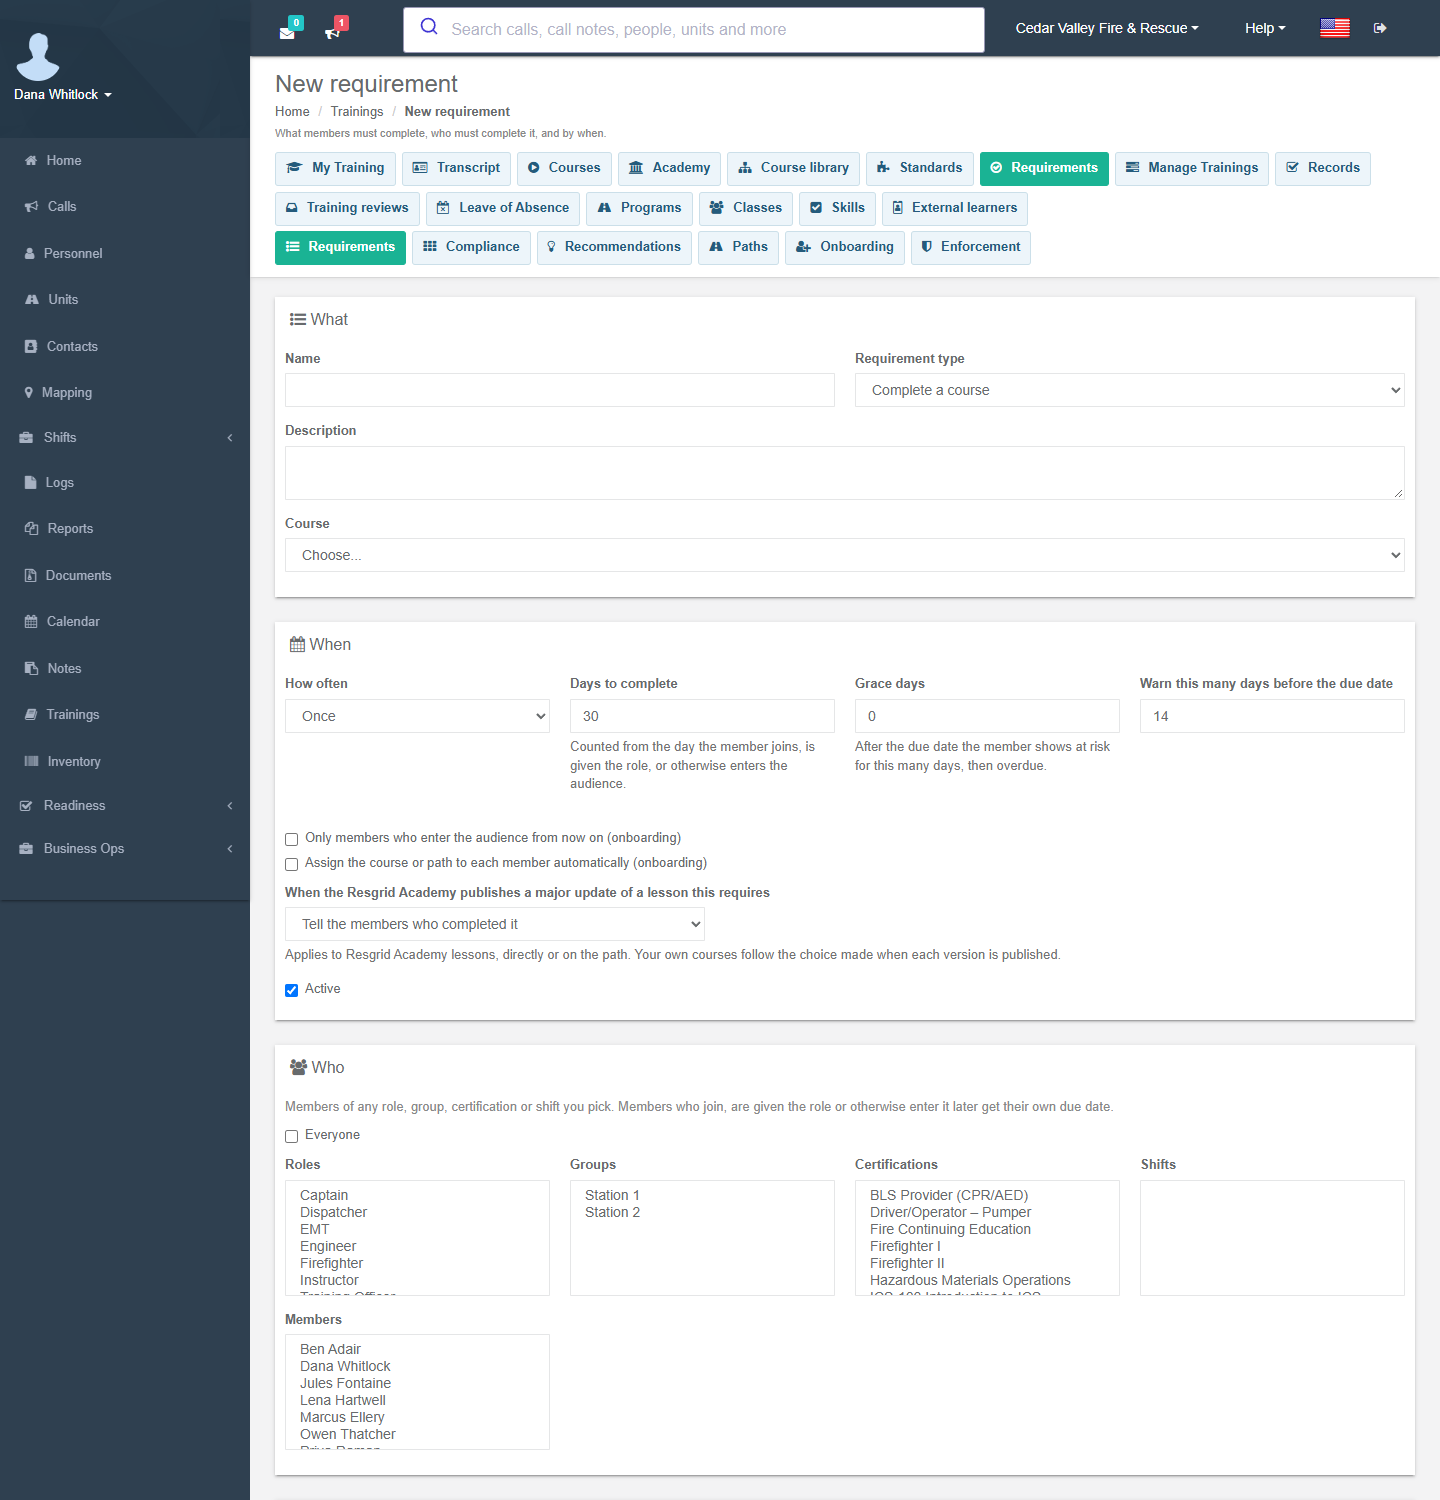 0
1
Search calls, call notes, people, units and more
Cedar Valley Fire & Rescue
Help
Dana Whitlock
Home
Calls
Personnel
Units
Contacts
Mapping
Shifts
Logs
Reports
Documents
Calendar
Notes
Trainings
Inventory
Readiness
Business Ops
New requirement
Home / Trainings / New requirement
What members must complete, who must complete it, and by when.
My Training Transcript Courses Academy Course library Standards Requirements Manage Trainings Records
Training reviews Leave of Absence Programs Classes Skills External learners
Requirements Compliance Recommendations Paths Onboarding Enforcement
What
Name Requirement type
Complete a course
Description
Course
Choose...
When
How often Days to complete Grace days Warn this many days before the due date
Once 30 0 14
Counted from the day the member joins, is
given the role, or otherwise enters the
audience.
After the due date the member shows at risk
for this many days, then overdue.
Only members who enter the audience from now on (onboarding)
Assign the course or path to each member automatically (onboarding)
When the Resgrid Academy publishes a major update of a lesson this requires
Tell the members who completed it
Applies to Resgrid Academy lessons, directly or on the path. Your own courses follow the choice made when each version is published.
Active
Who
Members of any role, group, certification or shift you pick. Members who join, are given the role or otherwise enter it later get their own due date.
Everyone
Roles Groups Certifications Shifts
Captain
Dispatcher
EMT
Engineer
Firefighter
Instructor
Training Officer
Station 1
Station 2
BLS Provider (CPR/AED)
Driver/Operator – Pumper
Fire Continuing Education
Firefighter I
Firefighter II
Hazardous Materials Operations
ICS-100 Introduction to ICS
Members
Ben Adair
Dana Whitlock
Jules Fontaine
Lena Hartwell
Marcus Ellery
Owen Thatcher